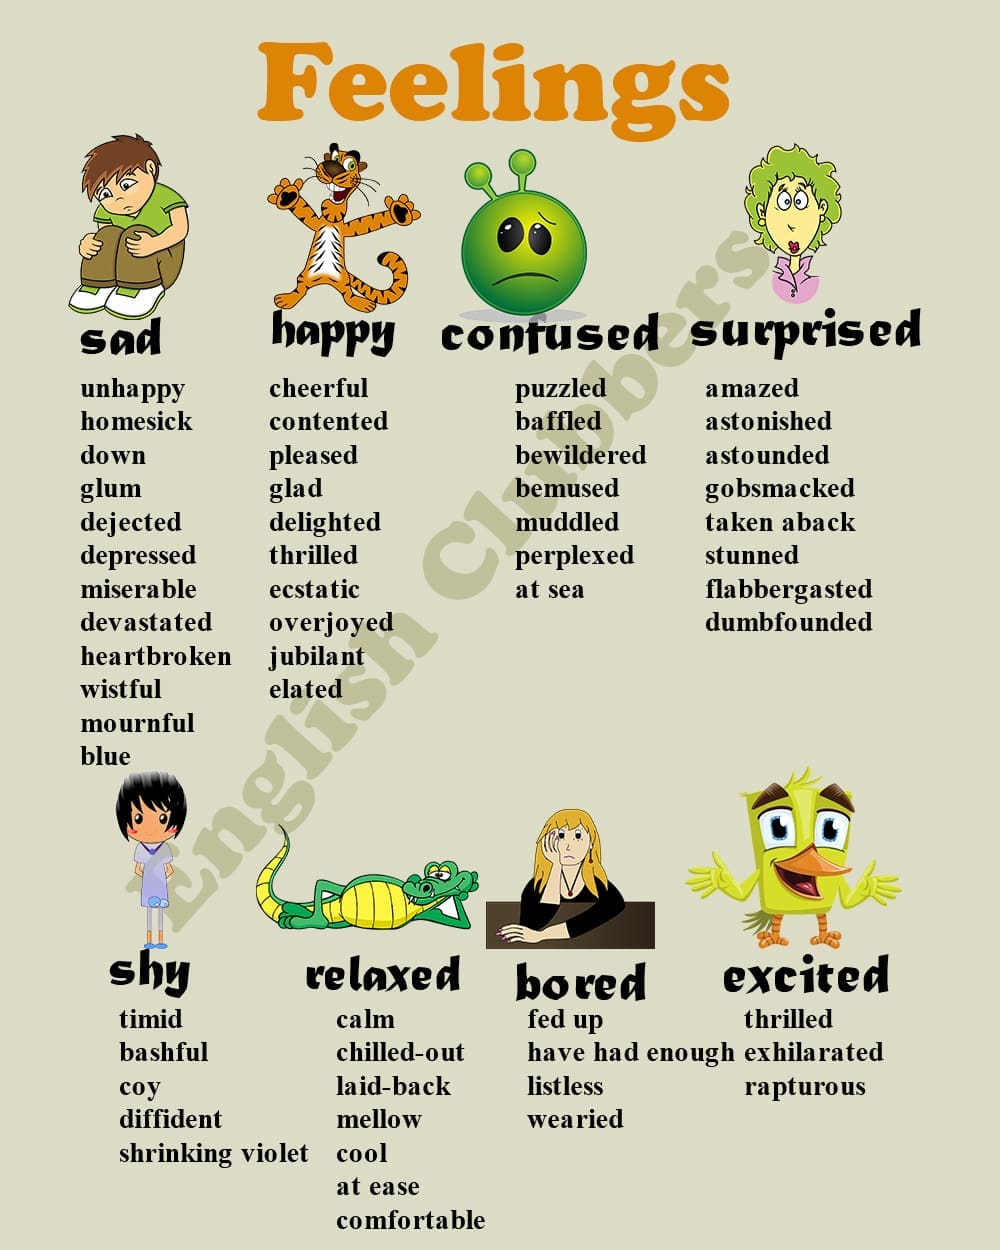 Feelings
sad
unhappy
homesick
down
glum
dejected
depressed
miserable
devastated
heartbroken
wistful
mournful
blue
happy
cheerful
contented
pleased
glad
delighted
thrilled
ecstatic
overjoyed
jubilant
elated
confused
puzzled
baffled
bewildered
bemused
muddled
perplexed
at sea
surprised
amazed
astonished
astounded
gobsmacked
taken aback
stunned
flabbergasted
dumbfounded
shy
timid
bashful
coy
diffident
shrinking violet
relaxed
calm
chilled-out
laid-back
mellow
cool
at ease
comfortable
bored
fed up
have had enough
listless
wearied
excited
thrilled
exhilarated
rapturous
English Clubbers